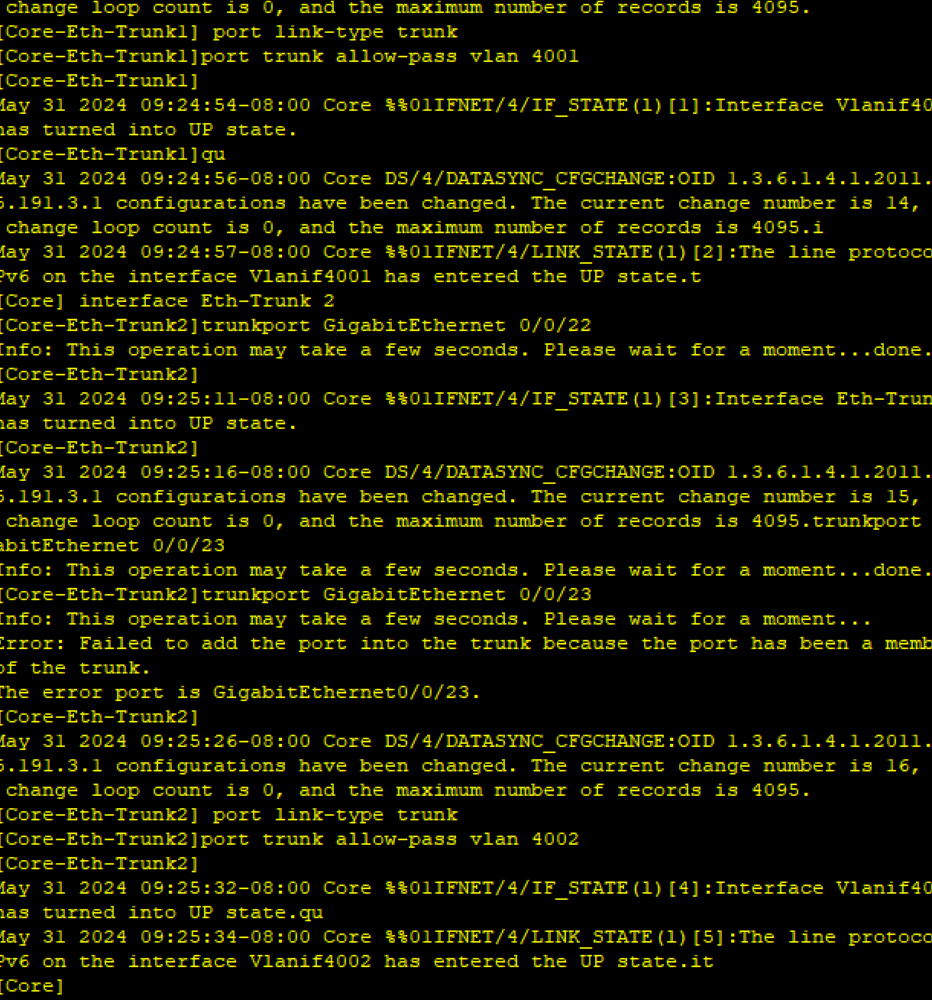 change loop count is 0, and the maximum number of records is 4095.
[Core-Eth-Trunk1] port link-type trunk
[Core-Eth-Trunk1]port trunk allow-pass vlan 4001
[Core-Eth-Trunk1]
May 31 2024 09:24:54-08:00 Core %%01IFNET/4/IF_STATE(l)[1]:Interface Vlanif40
has turned into UP state.
[Core-Eth-Trunk1]qu
May 31 2024 09:24:56-08:00 Core DS/4/DATASYNC_CFGCHANGE:OID 1.3.6.1.4.1.2011.
5.191.3.1 configurations have been changed. The current change number is 14,
change loop count is 0, and the maximum number of records is 4095.i
May 31 2024 09:24:57-08:00 Core %%01IFNET/4/LINK_STATE(l)[2]:The line protoco
Pv6 on the interface Vlanif4001 has entered the UP state.t
[Core] interface Eth-Trunk 2
[Core-Eth-Trunk2]trunkport GigabitEthernet 0/0/22
Info: This operation may take a few seconds. Please wait for a moment...done.
[Core-Eth-Trunk2]
May 31 2024 09:25:11-08:00 Core %%01IFNET/4/IF_STATE(l)[3]:Interface Eth-Trun
has turned into UP state.
[Core-Eth-Trunk2]
May 31 2024 09:25:16-08:00 Core DS/4/DATASYNC_CFGCHANGE:OID 1.3.6.1.4.1.2011.
5.191.3.1 configurations have been changed. The current change number is 15,
change loop count is 0, and the maximum number of records is 4095.trunkport
abitEthernet 0/0/23
Info: This operation may take a few seconds. Please wait for a moment...done.
[Core-Eth-Trunk2]trunkport GigabitEthernet 0/0/23
Info: This operation may take a few seconds. Please wait for a moment...
Error: Failed to add the port into the trunk because the port has been a memb
of the trunk.
The error port is GigabitEthernet0/0/23.
[Core-Eth-Trunk2]
May 31 2024 09:25:26-08:00 Core DS/4/DATASYNC_CFGCHANGE:OID 1.3.6.1.4.1.2011.
5.191.3.1 configurations have been changed. The current change number is 16,
change loop count is 0, and the maximum number of records is 4095.
[Core-Eth-Trunk2] port link-type trunk
[Core-Eth-Trunk2]port trunk allow-pass vlan 4002
[Core-Eth-Trunk2]
May 31 2024 09:25:32-08:00 Core %%01IFNET/4/IF_STATE(l)[4]:Interface Vlanif40
has turned into UP state.qu
May 31 2024 09:25:34-08:00 Core %%01IFNET/4/LINK_STATE(l)[5]:The line protoco
Pv6 on the interface Vlanif4002 has entered the UP state.it
[Core]